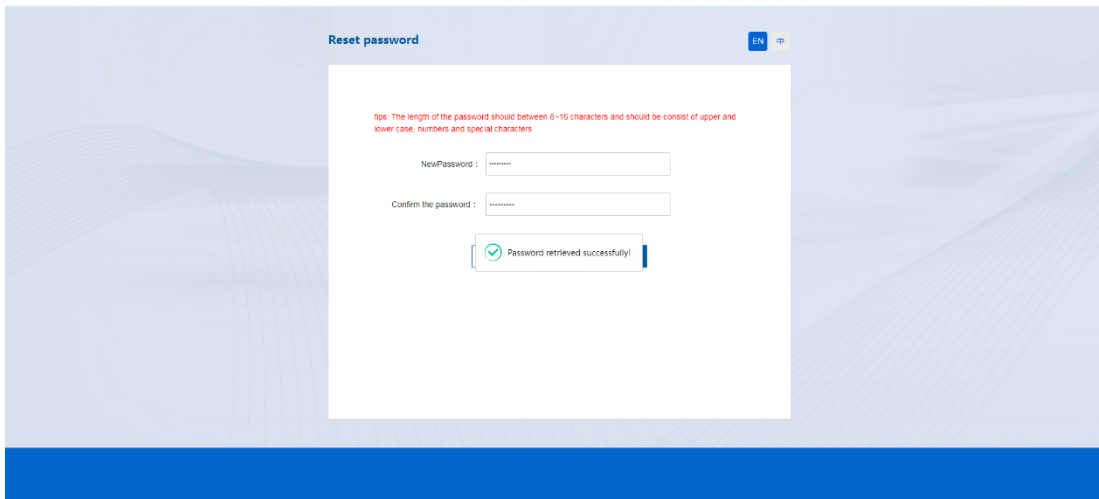 Reset password
EN 中
tips: The length of the password should between 8~16 characters and should be consist of upper and
lower case, numbers and special characters
NewPassword :
Confirm the password :
Password retrieved successfully!